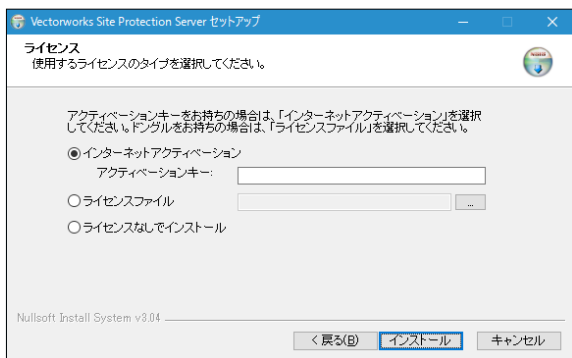 Vectorworks Site Protection Server セットアップ
ライセンス
使用するライセンスのタイプを選択してください。
アクティベーションキーをお持ちの場合は、「インターネットアクティベーション」を選択
してください。ドングルをお持ちの場合は、「ライセンスファイル」を選択してください。
インターネットアクティベーション
アクティベーションキー:
ライセンスファイル
...
ライセンスなしでインストール
Nullsoft Install System v3.04
< 戻る(B) インストール キャンセル